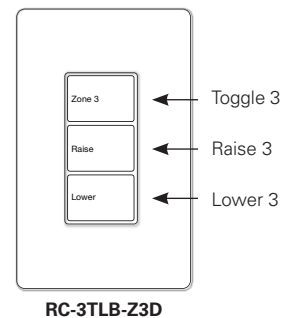 Zone 3
Toggle 3
Raise
Raise 3
Lower
Lower 3
RC-3TLB-Z3D